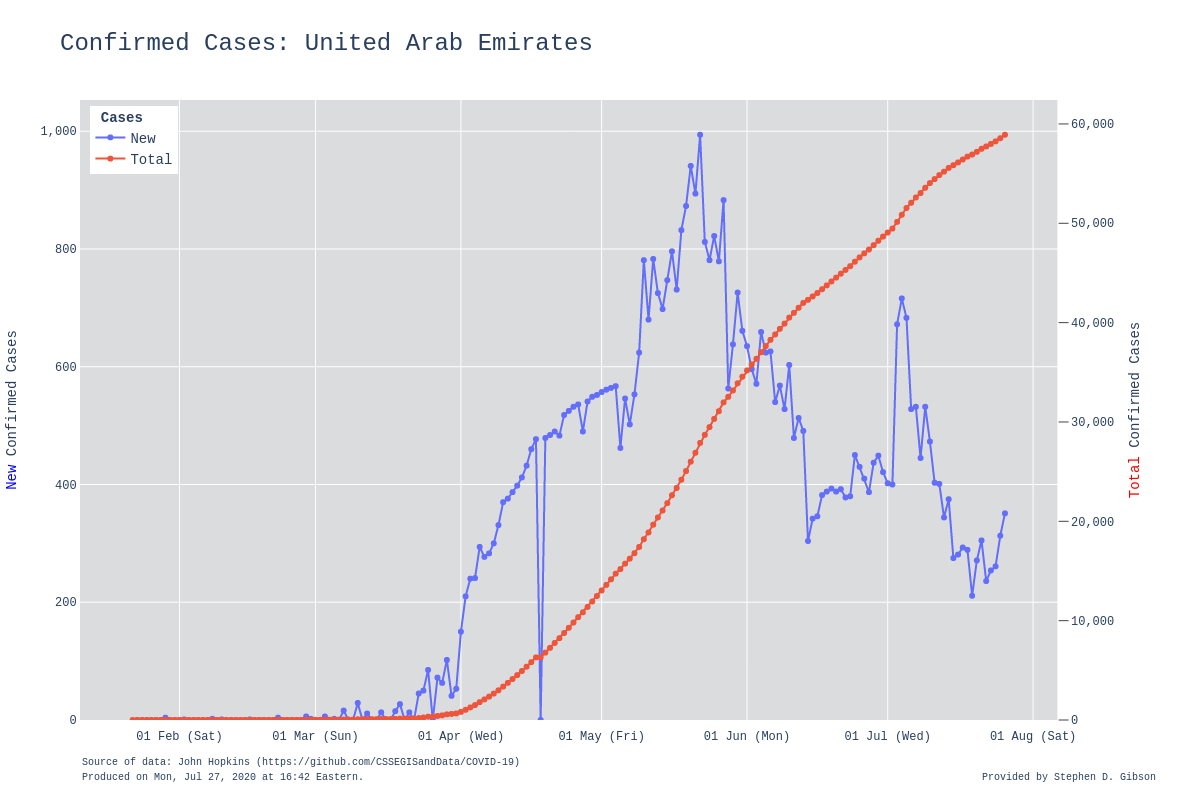 Confirmed Cases: United Arab Emirates
Cases
New
Total
1,000
800
600
400
200
0
60,000
50,000
40,000
30,000
20,000
10,000
0
New Confirmed Cases
Total Confirmed Cases
01 Feb (Sat) 01 Mar (Sun) 01 Apr (Wed) 01 May (Fri) 01 Jun (Mon) 01 Jul (Wed) 01 Aug (Sat)
Source of data: John Hopkins (https://github.com/CSSEGISandData/COVID-19)
Produced on Mon, Jul 27, 2020 at 16:42 Eastern.
Provided by Stephen D. Gibson